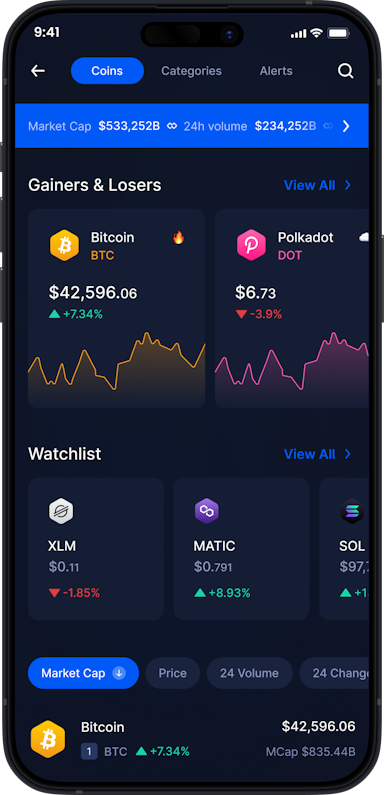 9:41
Coins Categories Alerts
Market Cap $533,252B 24h volume $234,252B
Gainers & Losers View All
Bitcoin
BTC
$42,596.06
+7.34%
Polkadot
DOT
$6.73
-3.9%
Watchlist View All
XLM
$0.11
-1.85%
MATIC
$0.791
+8.93%
SOL
$97,
+1
Market Cap Price 24 Volume 24 Change
Bitcoin $42,596.06
1 BTC +7.34% MCap $835.44B